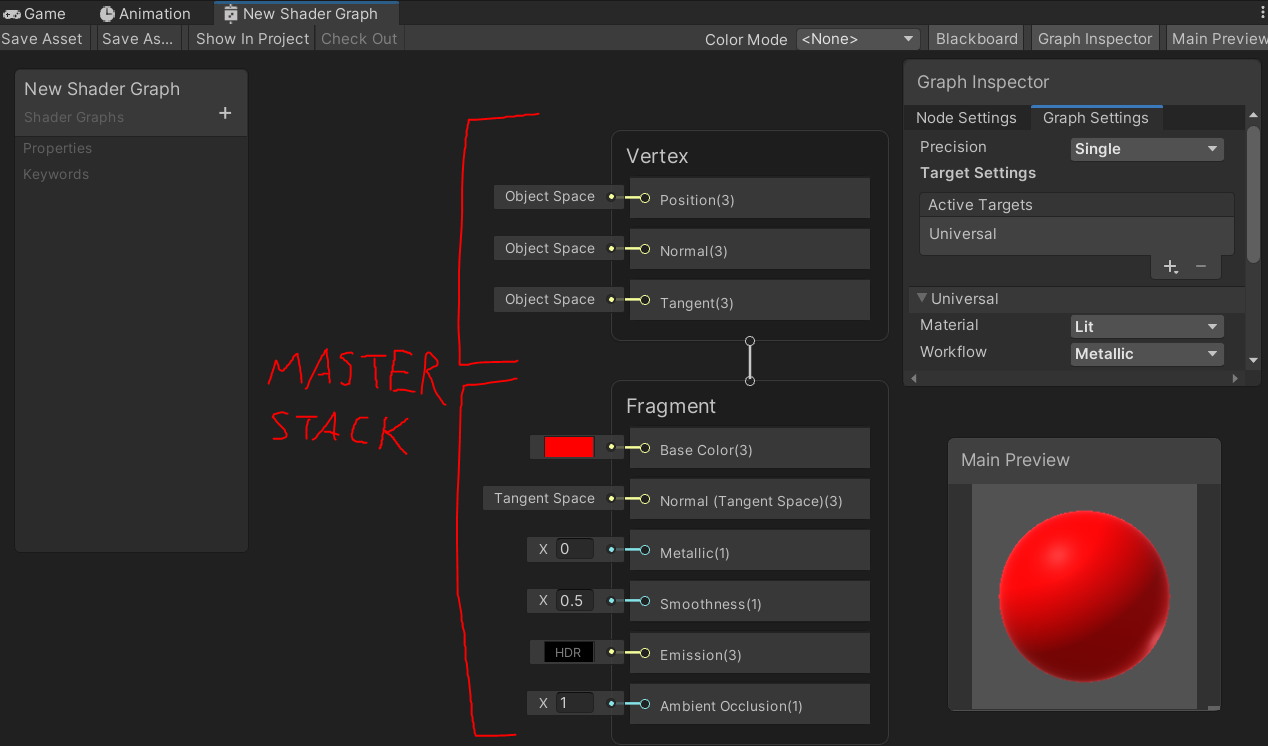 Game Animation New Shader Graph
Save Asset Save As... Show In Project Check Out Color Mode <None> Blackboard Graph Inspector Main Preview
New Shader Graph
Shader Graphs +
Properties
Keywords
MASTER
STACK
Vertex
Object Space Position(3)
Object Space Normal(3)
Object Space Tangent(3)
Fragment
Base Color(3)
Tangent Space Normal (Tangent Space)(3)
X 0 Metallic(1)
X 0.5 Smoothness(1)
HDR Emission(3)
X 1 Ambient Occlusion(1)
Graph Inspector
Node Settings Graph Settings
Precision Single
Target Settings
Active Targets
Universal
+ −
Universal
Material Lit
Workflow Metallic
Main Preview